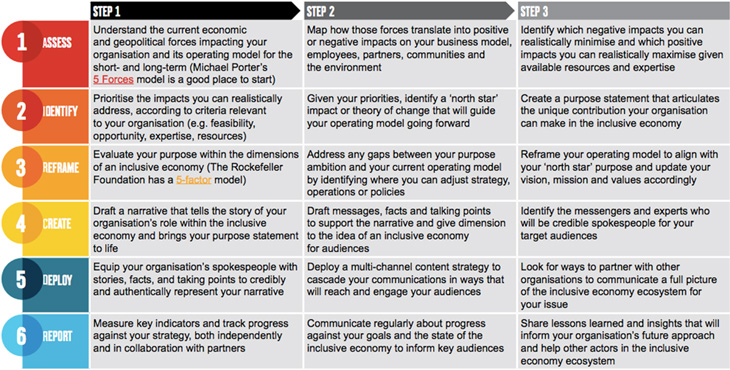 STEP 1
STEP 2
STEP 3
1
ASSESS
Understand the current economic
and geopolitical forces impacting your
organisation and its operating model for the
short- and long-term (Michael Porter's
5 Forces model is a good place to start)
Map how those forces translate into positive
or negative impacts on your business model,
employees, partners, communities and
the environment
Identify which negative impacts you can
realistically minimise and which positive
impacts you can realistically maximise given
available resources and expertise
2
IDENTIFY
Prioritise the impacts you can realistically
address, according to criteria relevant
to your organisation (e.g. feasibility,
opportunity, expertise, resources)
Given your priorities, identify a 'north star'
impact or theory of change that will guide
your operating model going forward
Create a purpose statement that articulates
the unique contribution your organisation
can make in the inclusive economy
3
REFRAME
Evaluate your purpose within the dimensions
of an inclusive economy (The Rockefeller
Foundation has a 5-factor model)
Address any gaps between your purpose
ambition and your current operating model
by identifying where you can adjust strategy,
operations or policies
Reframe your operating model to align with
your 'north star' purpose and update your
vision, mission and values accordingly
4
CREATE
Draft a narrative that tells the story of your
organisation's role within the inclusive
economy and brings your purpose statement
to life
Draft messages, facts and talking points
to support the narrative and give dimension
to the idea of an inclusive economy
for audiences
Identify the messengers and experts who
will be credible spokespeople for your
target audiences
5
DEPLOY
Equip your organisation's spokespeople with
stories, facts, and taking points to credibly
and authentically represent your narrative
Deploy a multi-channel content strategy to
cascade your communications in ways that
will reach and engage your audiences
Look for ways to partner with other
organisations to communicate a full picture
of the inclusive economy ecosystem for
your issue
6
REPORT
Measure key indicators and track progress
against your strategy, both independently
and in collaboration with partners
Communicate regularly about progress
against your goals and the state of the
inclusive economy to inform key audiences
Share lessons learned and insights that will
inform your organisation's future approach
and help other actors in the inclusive
economy ecosystem